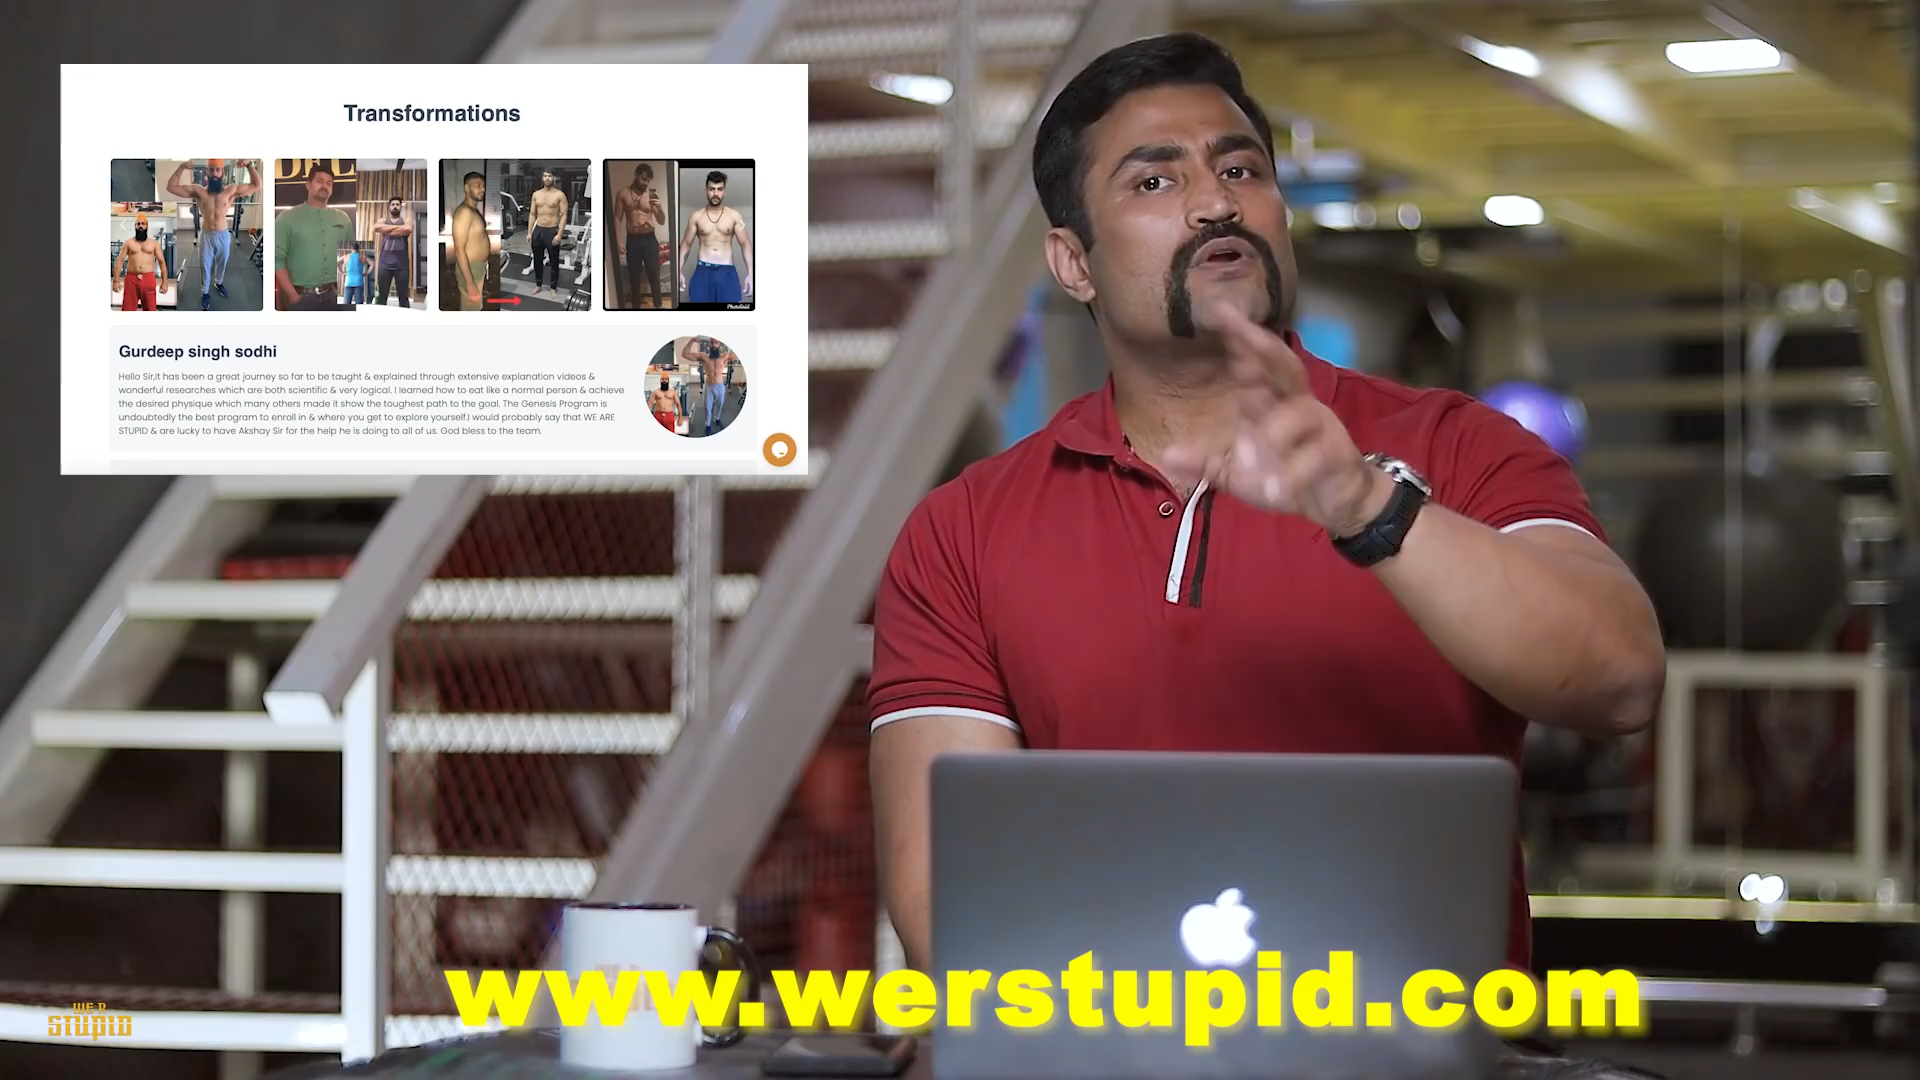 Transformations
DFL
PhotoGrid
Gurdeep singh sodhi
Hello Sir,It has been a great journey so far to be taught & explained through extensive explanation videos &
wonderful researches which are both scientific & very logical. I learned how to eat like a normal person & achieve
the desired physique which many others made it show the toughest path to the goal. The Genesis Program is
undoubtedly the best program to enroll in & where you get to explore yourself.I would probably say that WE ARE
STUPID & are lucky to have Akshay Sir for the help he is doing to all of us. God bless to the team.
www.werstupid.com
WE R
STUPID